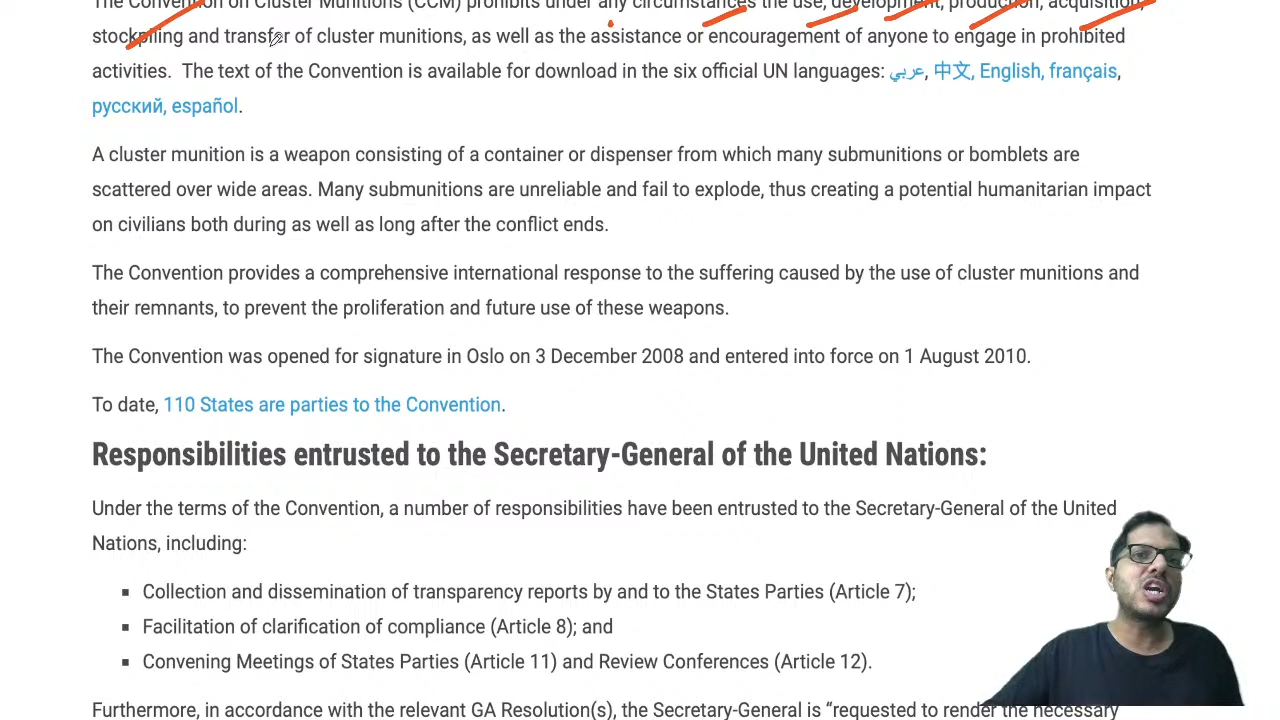 The Convention on Cluster Munitions (CCM) prohibits under any circumstances the use, development, production, acquisition,
stockpiling and transfer of cluster munitions, as well as the assistance or encouragement of anyone to engage in prohibited
activities.  The text of the Convention is available for download in the six official UN languages: عربي, 中文, English, français,
русский, español.
A cluster munition is a weapon consisting of a container or dispenser from which many submunitions or bomblets are
scattered over wide areas. Many submunitions are unreliable and fail to explode, thus creating a potential humanitarian impact
on civilians both during as well as long after the conflict ends.
The Convention provides a comprehensive international response to the suffering caused by the use of cluster munitions and
their remnants, to prevent the proliferation and future use of these weapons.
The Convention was opened for signature in Oslo on 3 December 2008 and entered into force on 1 August 2010.
To date, 110 States are parties to the Convention.
Responsibilities entrusted to the Secretary-General of the United Nations:
Under the terms of the Convention, a number of responsibilities have been entrusted to the Secretary-General of the United
Nations, including:
▪ Collection and dissemination of transparency reports by and to the States Parties (Article 7);
▪ Facilitation of clarification of compliance (Article 8); and
▪ Convening Meetings of States Parties (Article 11) and Review Conferences (Article 12).
Furthermore, in accordance with the relevant GA Resolution(s), the Secretary-General is “requested to render the necessary